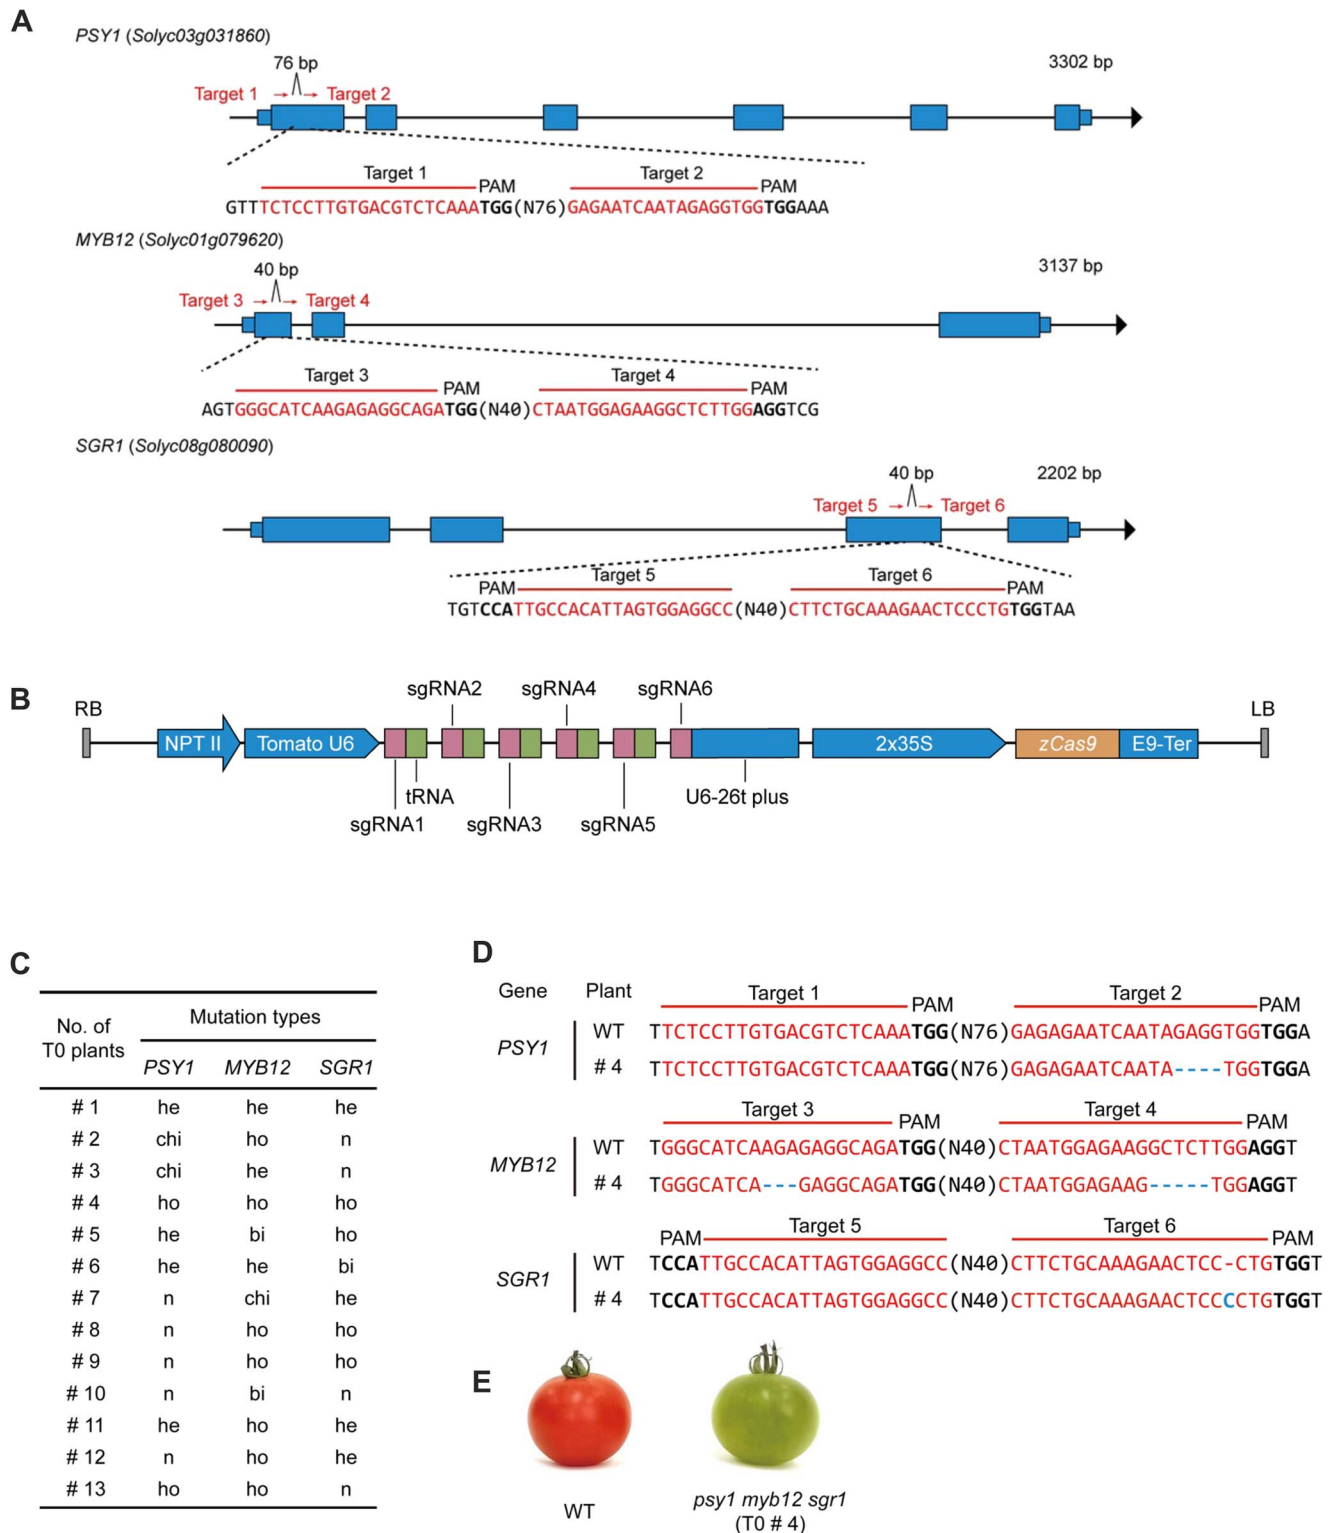 A
PSY1 (Solyc03g031860)
76 bp
3302 bp
Target 1 → → Target 2
Target 1 PAM Target 2 PAM
GTTTCTCCTTGTGACGTCTCAAATGG(N76)GAGAATCAATAGAGGTGGTGGAAA
MYB12 (Solyc01g079620)
40 bp
3137 bp
Target 3 → → Target 4
Target 3 PAM Target 4 PAM
AGTGGGCATCAAGAGAGGCAGATGG(N40)CTAATGGAGAAGGCTCTTGGAGGTCG
SGR1 (Solyc08g080090)
40 bp
2202 bp
Target 5 → → Target 6
PAM Target 5 Target 6 PAM
TGTCCATTGCCACATTAGTGGAGGCC(N40)CTTCTGCAAAGAACTCCCTGTGGTAA
B
sgRNA2 sgRNA4 sgRNA6
RB LB
NPT II Tomato U6 2x35S zCas9 E9-Ter
tRNA U6-26t plus
sgRNA1 sgRNA3 sgRNA5
C
No. of T0 plants Mutation types
PSY1 MYB12 SGR1
# 1 he he he
# 2 chi ho n
# 3 chi he n
# 4 ho ho ho
# 5 he bi ho
# 6 he he bi
# 7 n chi he
# 8 n ho ho
# 9 n ho ho
# 10 n bi n
# 11 he ho he
# 12 n ho he
# 13 ho ho n
D
Gene Plant Target 1 PAM Target 2 PAM
PSY1
WT TTCTCCTTGTGACGTCTCAAATGG(N76)GAGAGAATCAATAGAGGTGGTGGA
# 4 TTCTCCTTGTGACGTCTCAAATGG(N76)GAGAGAATCAATA----TGGTGGA
Target 3 PAM Target 4 PAM
MYB12
WT TGGGCATCAAGAGAGGCAGATGG(N40)CTAATGGAGAAGGCTCTTGGAGGT
# 4 TGGGCATCA---GAGGCAGATGG(N40)CTAATGGAGAAG-----TGGAGGT
PAM Target 5 Target 6 PAM
SGR1
WT TCCATTGCCACATTAGTGGAGGCC(N40)CTTCTGCAAAGAACTCC-CTGTGGT
# 4 TCCATTGCCACATTAGTGGAGGCC(N40)CTTCTGCAAAGAACTCCCCTGTGGT
E
WT
psy1 myb12 sgr1
(T0 # 4)